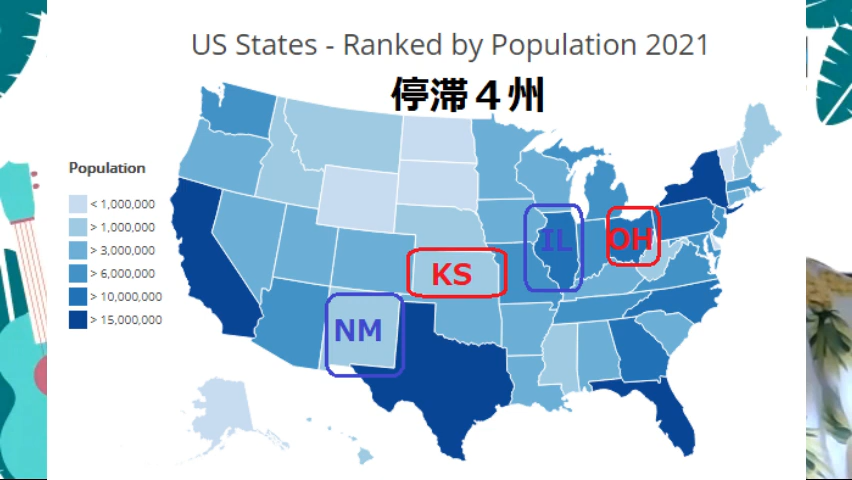 US States - Ranked by Population 2021
停滞４州
Population
< 1,000,000
> 1,000,000
> 3,000,000
> 6,000,000
> 10,000,000
> 15,000,000
IL
OH
KS
NM